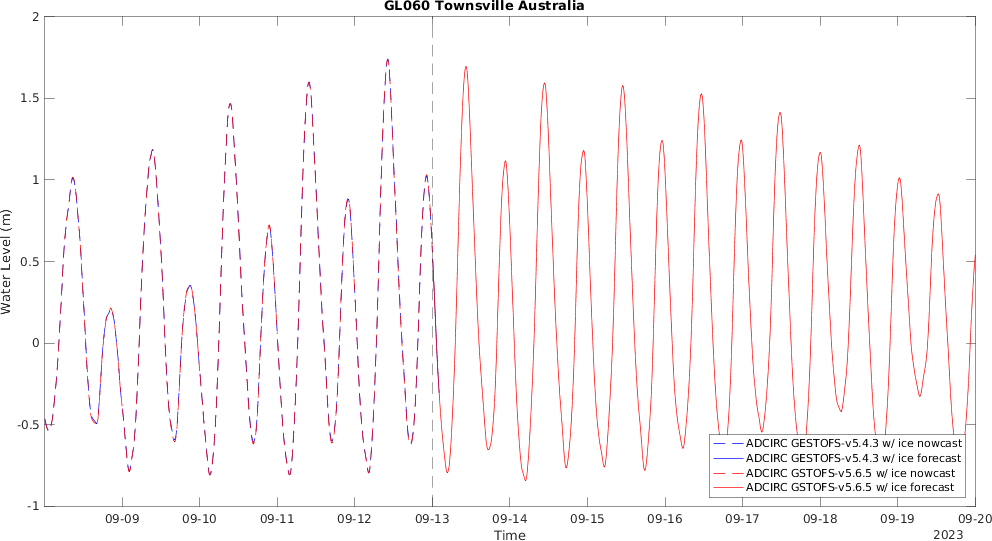 GL060 Townsville Australia
2
1.5
1
0.5
0
-0.5
-1
Water Level (m)
ADCIRC GESTOFS-v5.4.3 w/ ice nowcast
ADCIRC GESTOFS-v5.4.3 w/ ice forecast
ADCIRC GSTOFS-v5.6.5 w/ ice nowcast
ADCIRC GSTOFS-v5.6.5 w/ ice forecast
09-09 09-10 09-11 09-12 09-13 09-14 09-15 09-16 09-17 09-18 09-19 09-20
Time
2023